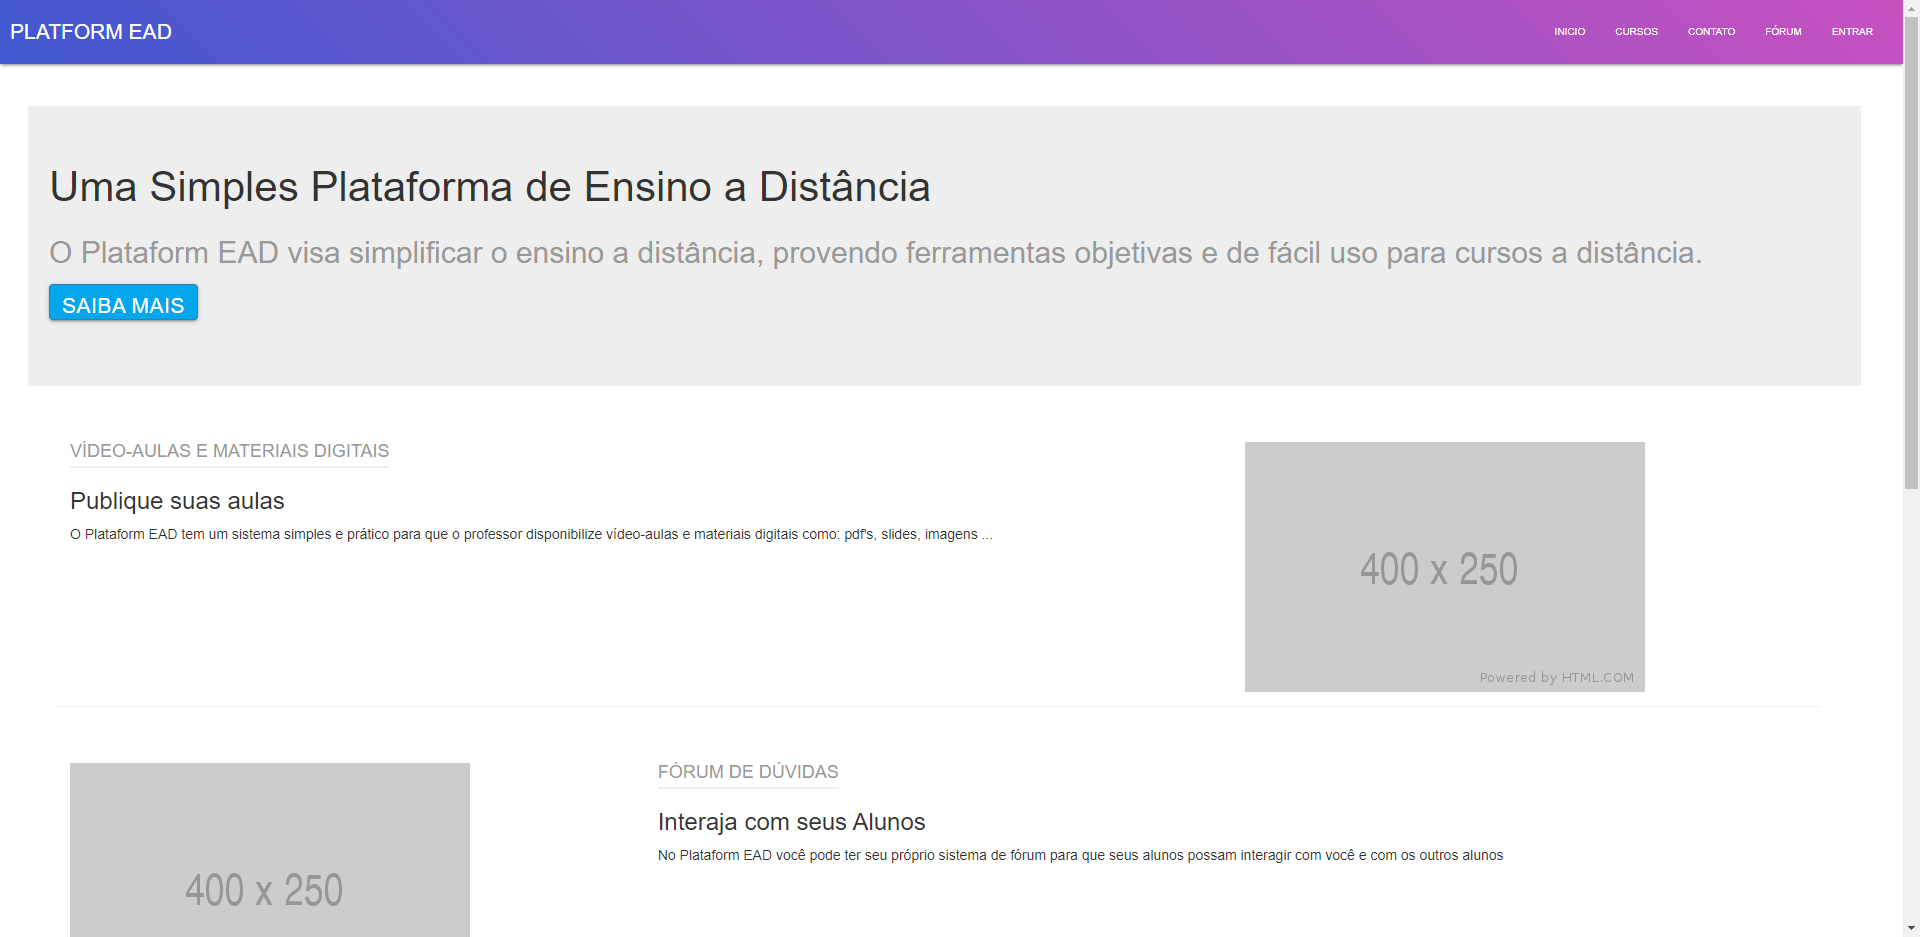 PLATFORM EAD
INICIO CURSOS CONTATO FÓRUM ENTRAR
Uma Simples Plataforma de Ensino a Distância
O Plataform EAD visa simplificar o ensino a distância, provendo ferramentas objetivas e de fácil uso para cursos a distância.
SAIBA MAIS
VÍDEO-AULAS E MATERIAIS DIGITAIS
Publique suas aulas
O Plataform EAD tem um sistema simples e prático para que o professor disponibilize vídeo-aulas e materiais digitais como: pdf's, slides, imagens ...
400 x 250
Powered by HTML.COM
400 x 250
FÓRUM DE DÚVIDAS
Interaja com seus Alunos
No Plataform EAD você pode ter seu próprio sistema de fórum para que seus alunos possam interagir com você e com os outros alunos